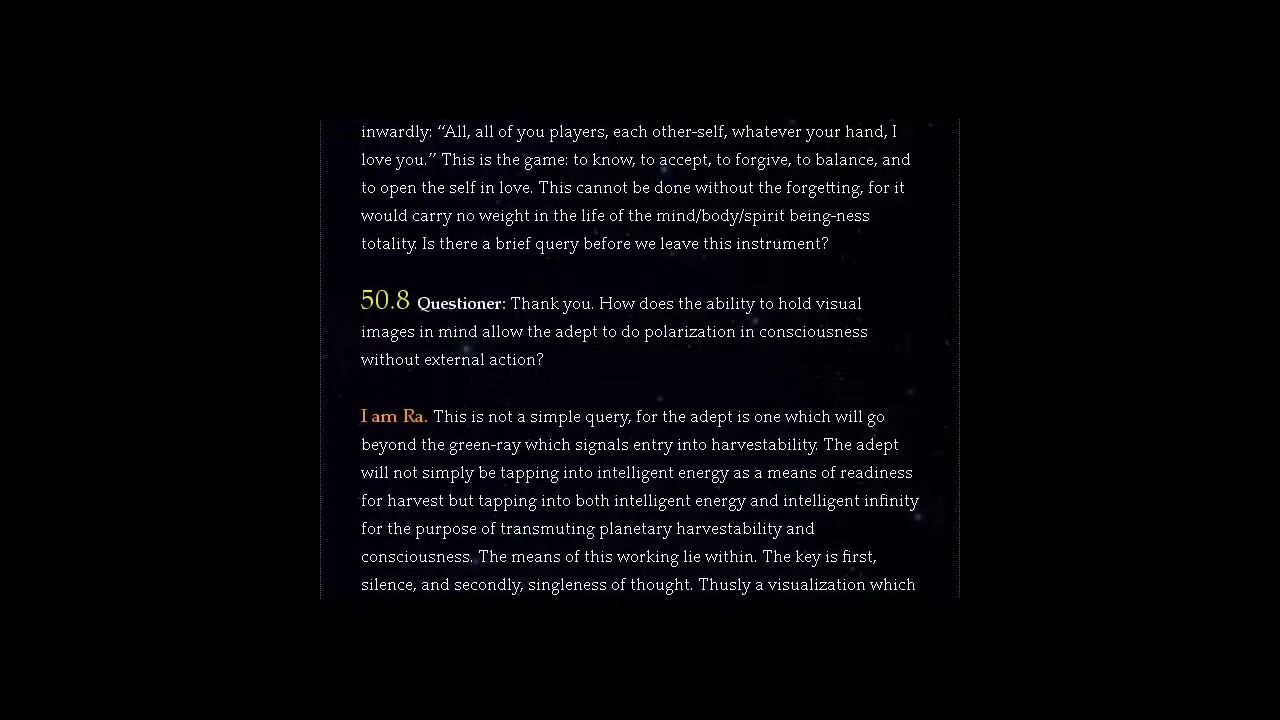 inwardly: “All, all of you players, each other-self, whatever your hand, I
love you.” This is the game: to know, to accept, to forgive, to balance, and
to open the self in love. This cannot be done without the forgetting, for it
would carry no weight in the life of the mind/body/spirit being-ness
totality. Is there a brief query before we leave this instrument?
50.8 Questioner: Thank you. How does the ability to hold visual
images in mind allow the adept to do polarization in consciousness
without external action?
I am Ra. This is not a simple query, for the adept is one which will go
beyond the green-ray which signals entry into harvestability. The adept
will not simply be tapping into intelligent energy as a means of readiness
for harvest but tapping into both intelligent energy and intelligent infinity
for the purpose of transmuting planetary harvestability and
consciousness. The means of this working lie within. The key is first,
silence, and secondly, singleness of thought. Thusly a visualization which